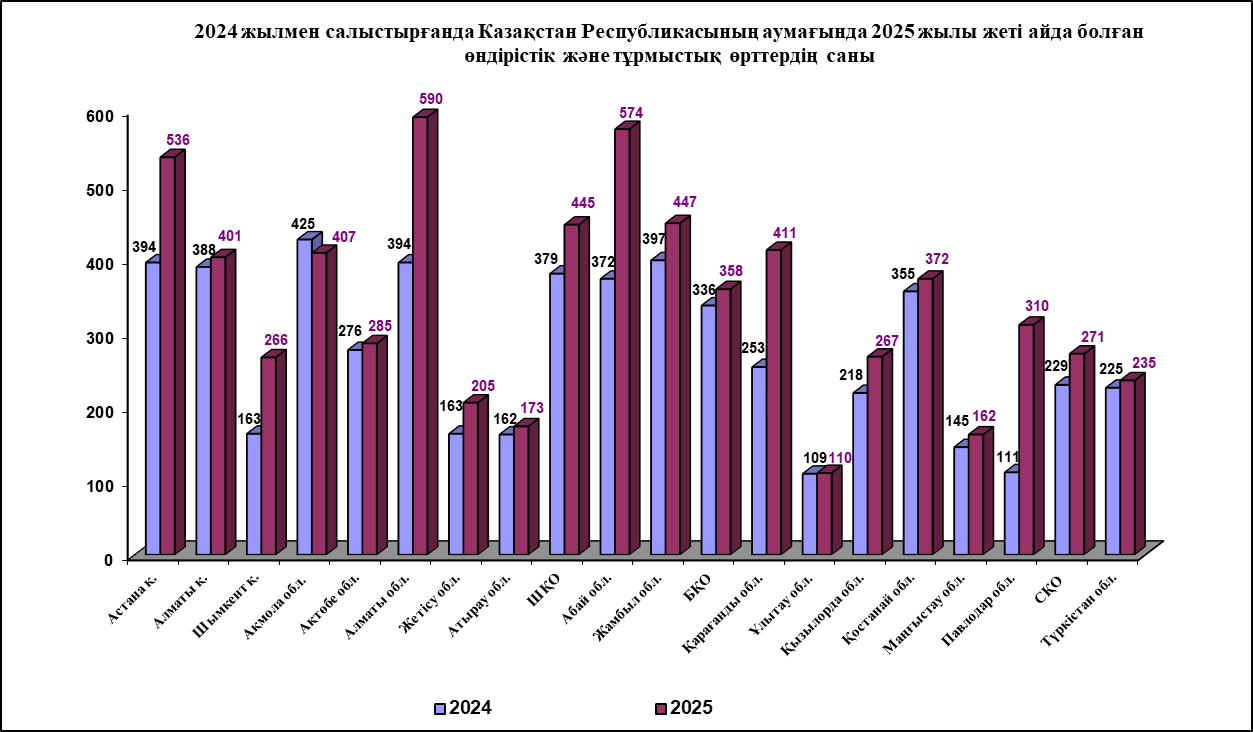 2024 жылмен салыстырғанда Қазақстан Республикасының аумағында 2025 жылы жеті айда болған
өндірістік және тұрмыстық өрттердің саны
600
500
400
300
200
100
0
394
536
388
401
163
266
425
407
276
285
394
590
163
205
162
173
379
445
372
574
397
447
336
358
253
411
109
110
218
267
355
372
145
162
111
310
229
271
225
235
Астана қ.
Алматы қ.
Шымкент қ.
Ақмола обл.
Ақтөбе обл.
Алматы обл.
Жетісу обл.
Атырау обл.
ШҚО
Абай обл.
Жамбыл обл.
БҚО
Қарағанды обл.
Ұлытау обл.
Қызылорда обл.
Қостанай обл.
Маңғыстау обл.
Павлодар обл.
СҚО
Түркістан обл.
2024
2025